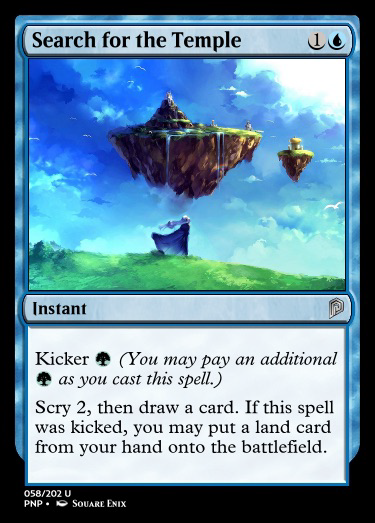 Search for the Temple 1
Instant
Kicker (You may pay an additional
as you cast this spell.)
Scry 2, then draw a card. If this spell
was kicked, you may put a land card
from your hand onto the battlefield.
058/202 U
PNP • Square Enix